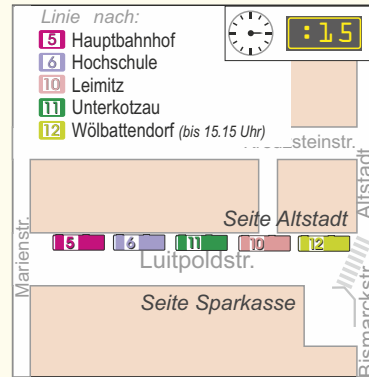 Linie nach:
5 Hauptbahnhof
6 Hochschule
10 Leimitz
11 Unterkotzau
12 Wölbattendorf (bis 15.15 Uhr)
:15
Altstadt
Seite Altstadt
5 6 11 10 12
Luitpoldstr.
Marienstr.
Seite Sparkasse
Bismarckstr.